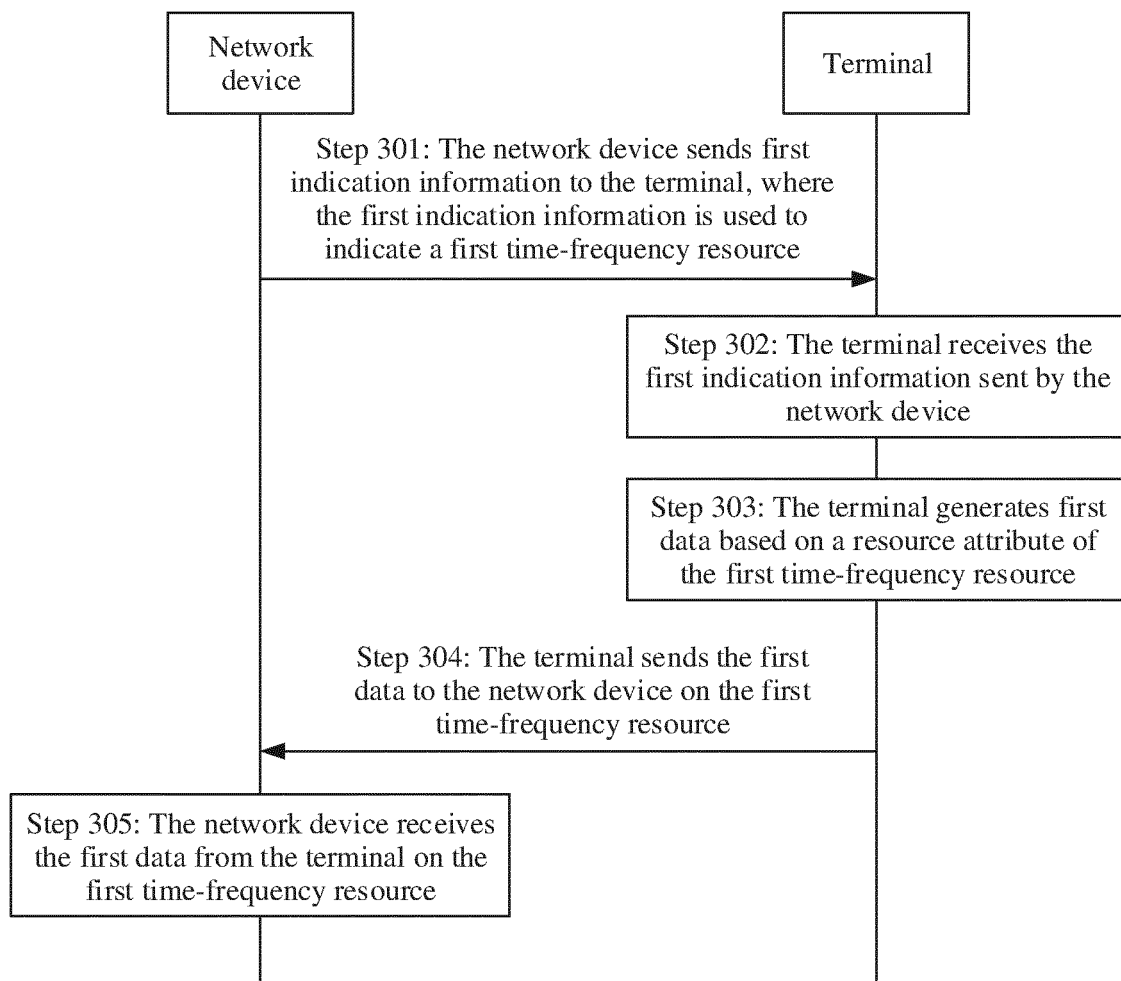 Network
device
Terminal
Step 301: The network device sends first
indication information to the terminal, where
the first indication information is used to
indicate a first time-frequency resource
Step 302: The terminal receives the
first indication information sent by the
network device
Step 303: The terminal generates first
data based on a resource attribute of
the first time-frequency resource
Step 304: The terminal sends the first
data to the network device on the first
time-frequency resource
Step 305: The network device receives
the first data from the terminal on the
first time-frequency resource